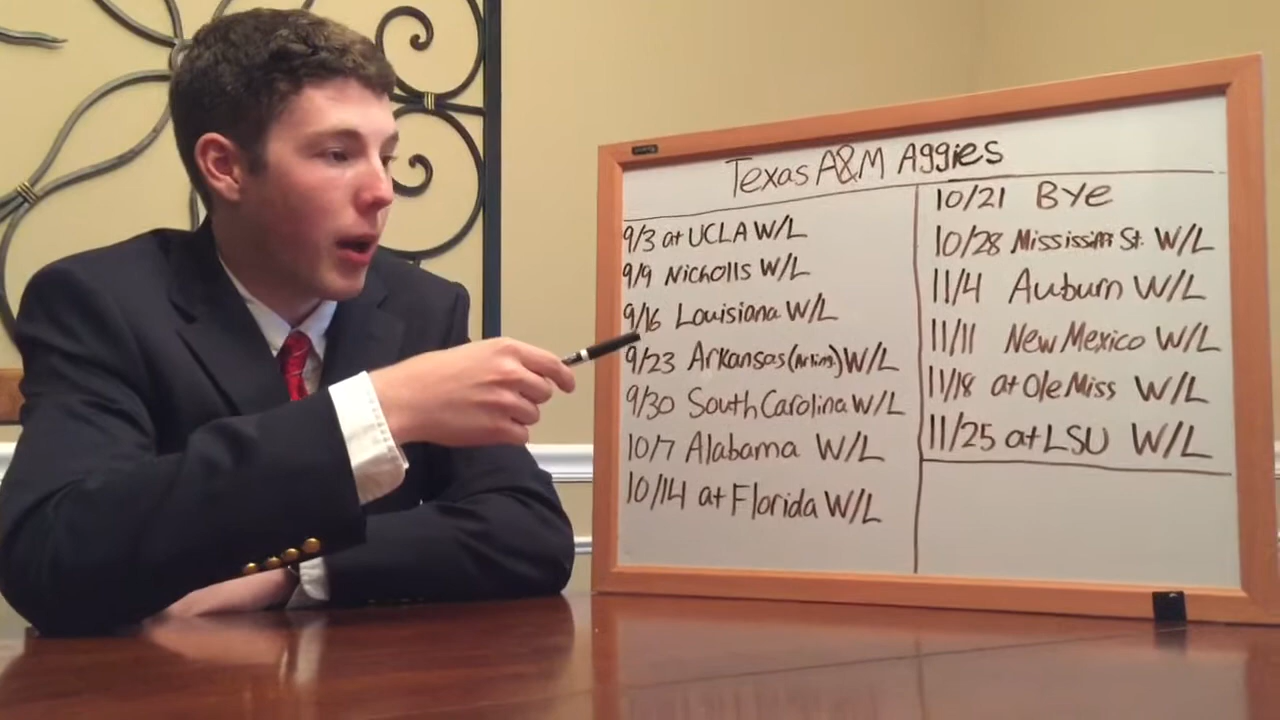 Texas A&M Aggies
9/3 at UCLA W/L
9/9 Nicholls W/L
9/16 Louisiana W/L
9/23 Arkansas (Arlin.) W/L
9/30 South Carolina W/L
10/7 Alabama W/L
10/14 at Florida W/L
10/21 Bye
10/28 Mississippi St. W/L
11/4 Auburn W/L
11/11 New Mexico W/L
11/18 at Ole Miss W/L
11/25 at LSU W/L